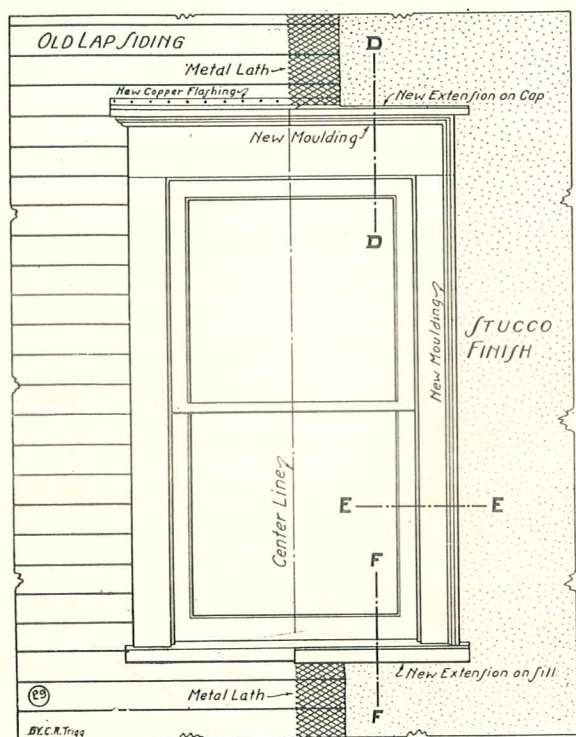 OLD LAP SIDING
D
Metal Lath
New Copper Flashing
New Extension on Cap
New Moulding
D
New Moulding
STUCCO
FINISH
Center Line
E E
F
New Extension on Sill
29
Metal Lath
F
BY. C.R. Trigg